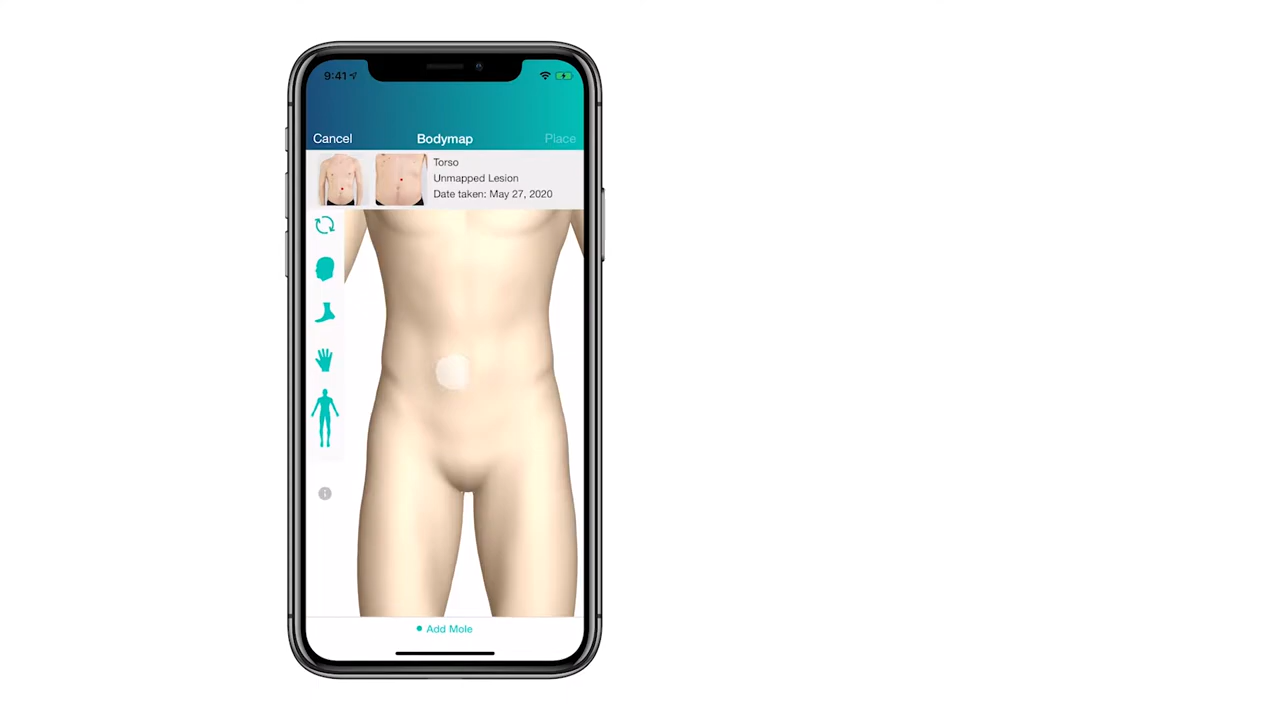 9:41
Cancel Bodymap Place
Torso
Unmapped Lesion
Date taken: May 27, 2020
Add Mole